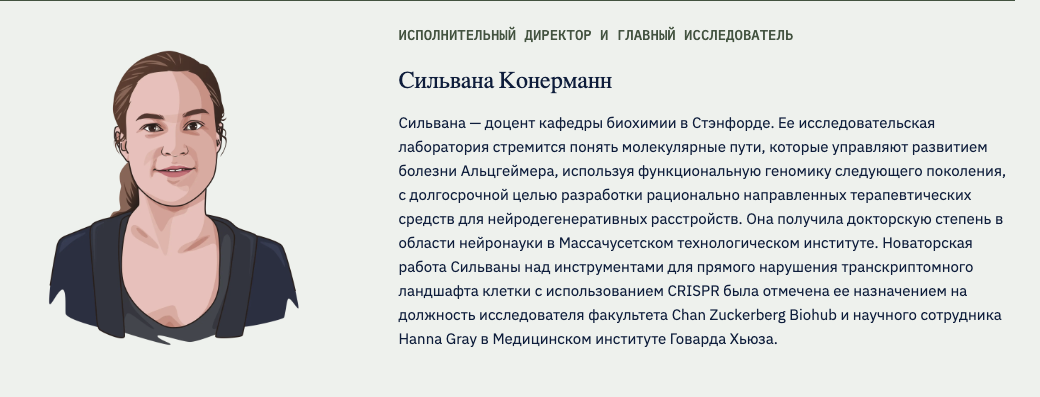 ИСПОЛНИТЕЛЬНЫЙ ДИРЕКТОР И ГЛАВНЫЙ ИССЛЕДОВАТЕЛЬ
Сильвана Конерманн
Сильвана — доцент кафедры биохимии в Стэнфорде. Ее исследовательская
лаборатория стремится понять молекулярные пути, которые управляют развитием
болезни Альцгеймера, используя функциональную геномику следующего поколения,
с долгосрочной целью разработки рационально направленных терапевтических
средств для нейродегенеративных расстройств. Она получила докторскую степень в
области нейронауки в Массачусетском технологическом институте. Новаторская
работа Сильваны над инструментами для прямого нарушения транскриптомного
ландшафта клетки с использованием CRISPR была отмечена ее назначением на
должность исследователя факультета Chan Zuckerberg Biohub и научного сотрудника
Hanna Gray в Медицинском институте Говарда Хьюза.